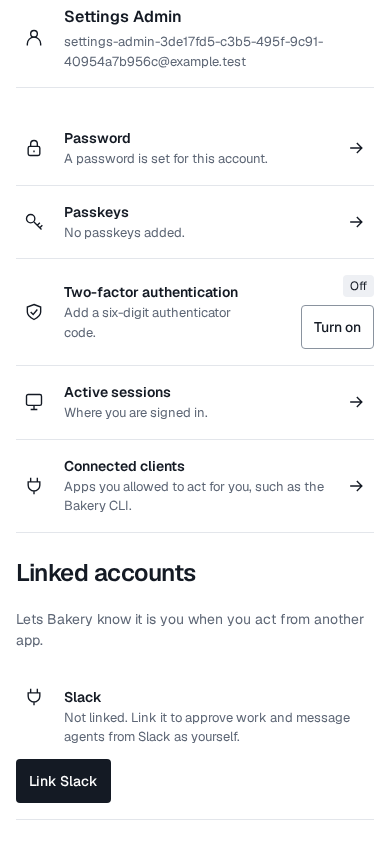 Settings Admin
settings-admin-3de17fd5-c3b5-495f-9c91-
40954a7b956c@example.test
Password
A password is set for this account.
Passkeys
No passkeys added.
Off
Two-factor authentication
Add a six-digit authenticator
code.
Turn on
Active sessions
Where you are signed in.
Connected clients
Apps you allowed to act for you, such as the
Bakery CLI.
Linked accounts
Lets Bakery know it is you when you act from another
app.
Slack
Not linked. Link it to approve work and message
agents from Slack as yourself.
Link Slack